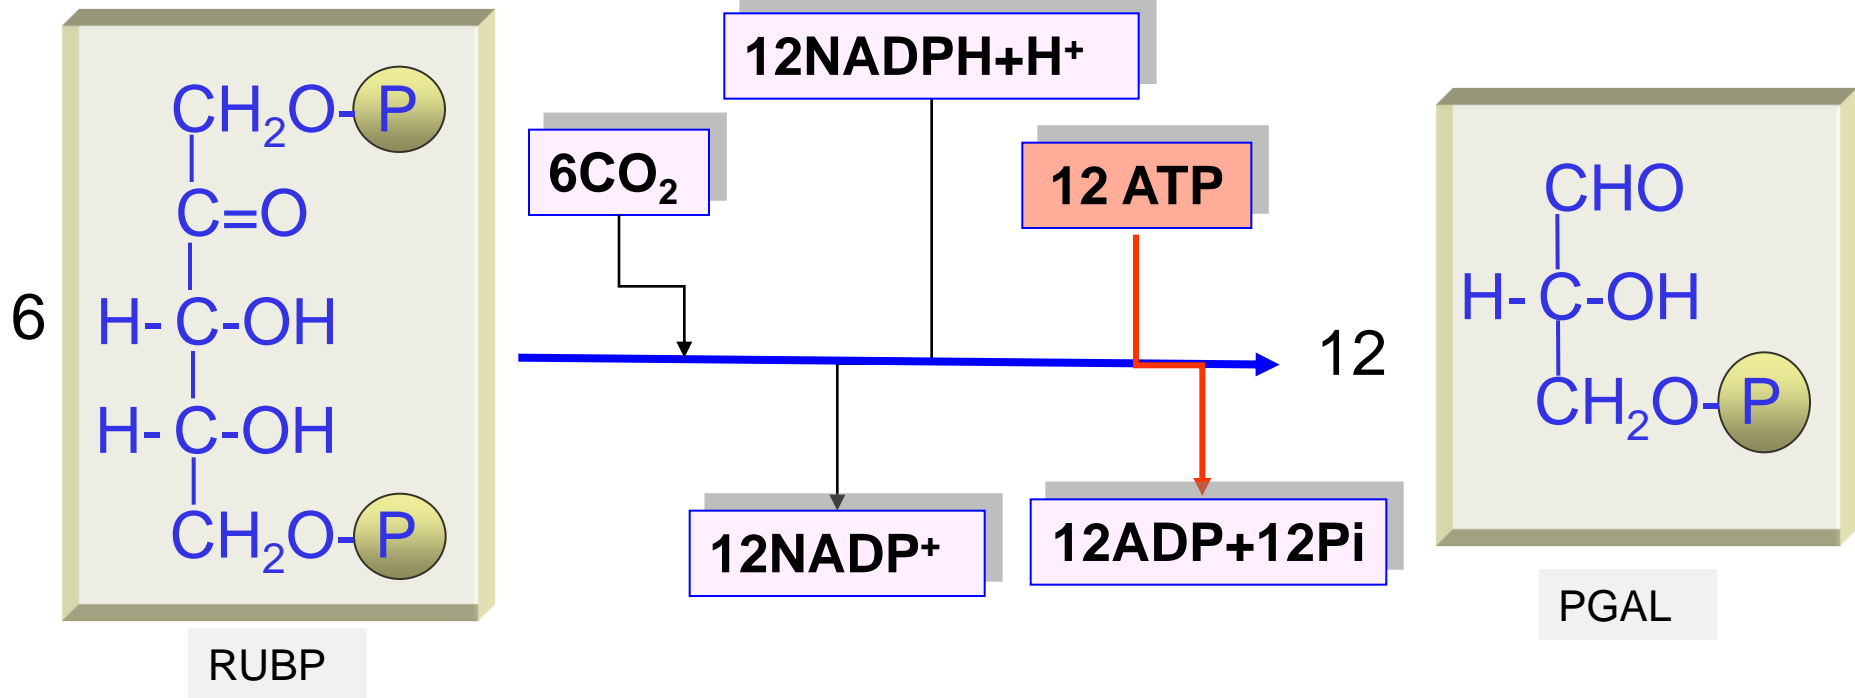 6
CH₂O-P
C=O
H-C-OH
H-C-OH
CH₂O-P
RUBP
6CO₂
12NADPH+H⁺
12 ATP
12NADP⁺
12ADP+12Pi
12
CHO
H-C-OH
CH₂O-P
PGAL